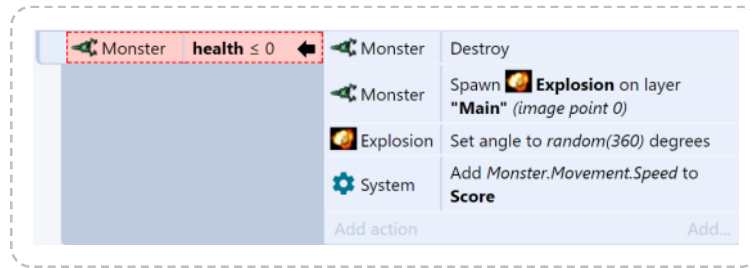 Monster health ≤ 0 Monster Destroy
Monster Spawn Explosion on layer
"Main" (image point 0)
Explosion Set angle to random(360) degrees
System Add Monster.Movement.Speed to
Score
Add action Add...